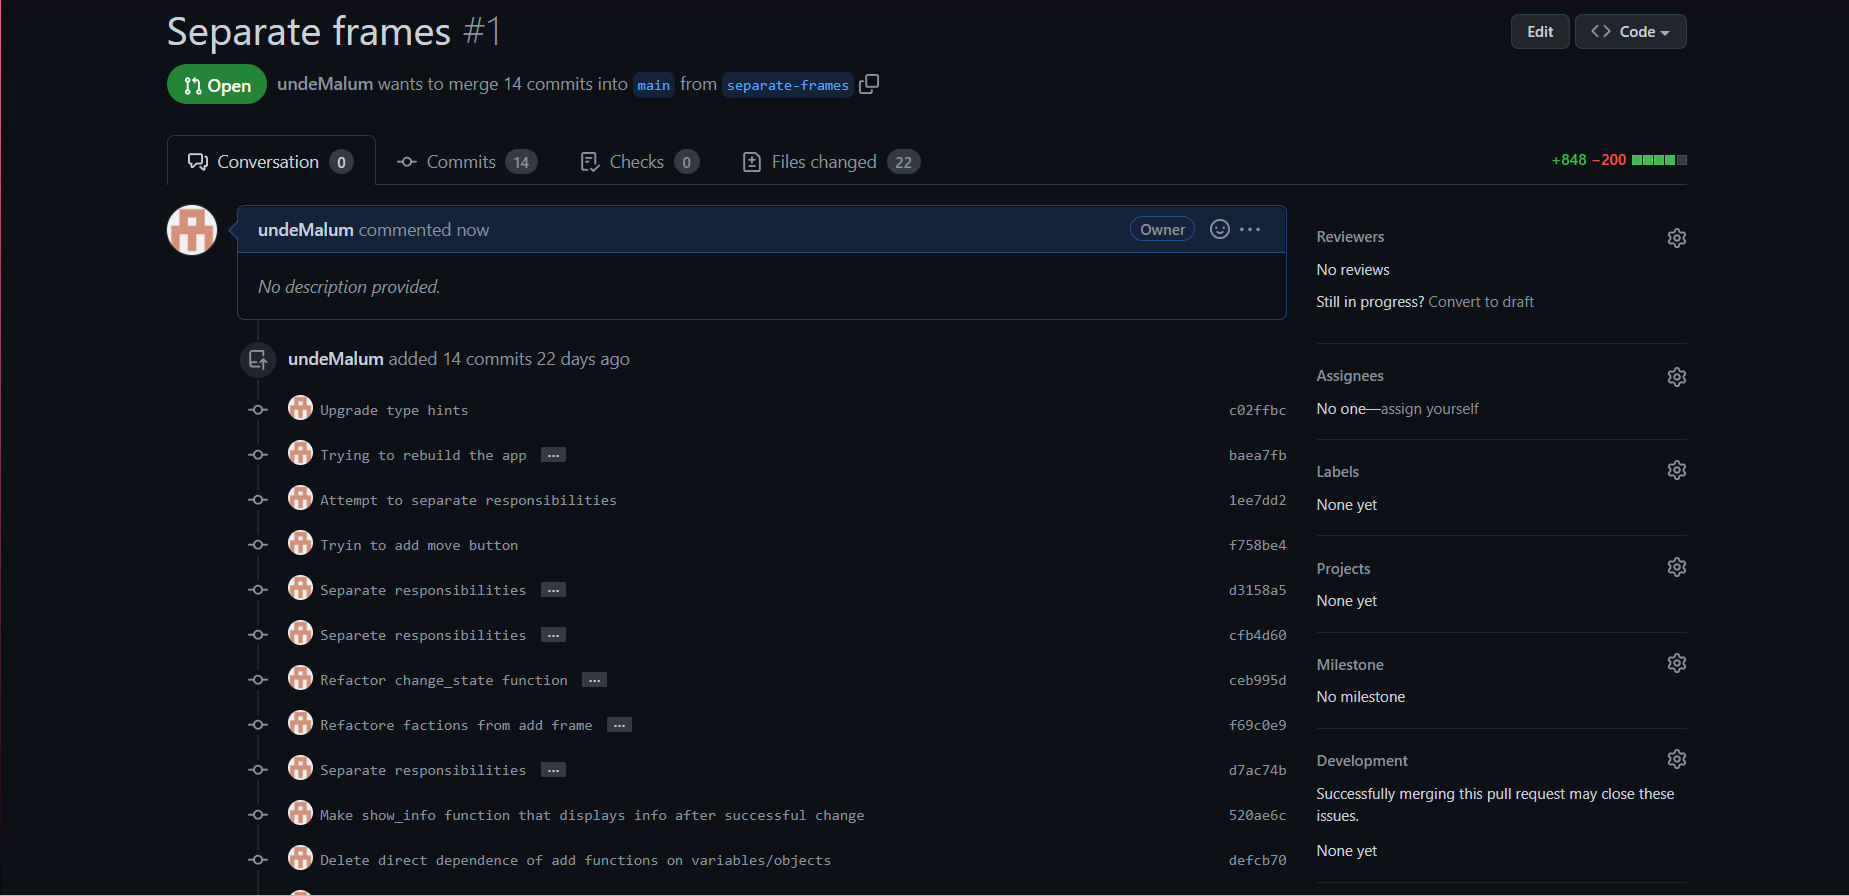 Separate frames #1
Edit
Code
Open
undeMalum wants to merge 14 commits into main from separate-frames
Conversation 0
Commits 14
Checks 0
Files changed 22
+848 −200
undeMalum commented now
Owner
No description provided.
undeMalum added 14 commits 22 days ago
Upgrade type hints c02ffbc
Trying to rebuild the app … baea7fb
Attempt to separate responsibilities 1ee7dd2
Tryin to add move button f758be4
Separate responsibilities … d3158a5
Separete responsibilities … cfb4d60
Refactor change_state function … ceb995d
Refactore factions from add frame … f69c0e9
Separate responsibilities … d7ac74b
Make show_info function that displays info after successful change 520ae6c
Delete direct dependence of add functions on variables/objects defcb70
Reviewers
No reviews
Still in progress? Convert to draft
Assignees
No one—assign yourself
Labels
None yet
Projects
None yet
Milestone
No milestone
Development
Successfully merging this pull request may close these
issues.
None yet